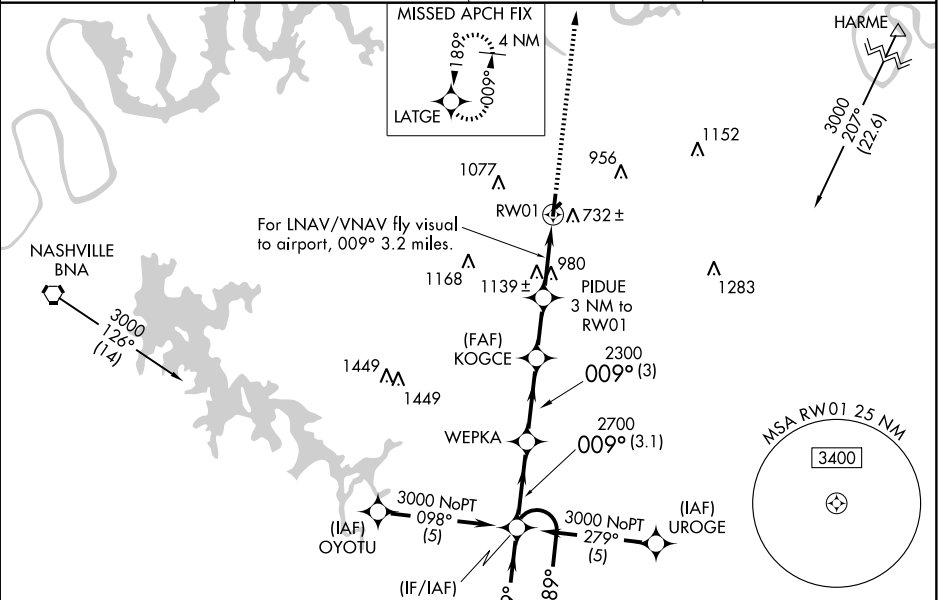 MISSED APCH FIX
4 NM
189°
009°
LATGE
HARME
3000
207°
(22.6)
1152
956
1077
RW01
732 ±
For LNAV/VNAV fly visual
to airport, 009° 3.2 miles.
NASHVILLE
BNA
3000
126°
(14)
1168
1139 ±
980
1283
PIDUE
3 NM to
RW01
(FAF)
KOGCE
2300
009° (3)
1449
1449
WEPKA
2700
009° (3.1)
MSA RW01 25 NM
3400
3000 NoPT
098°
(5)
(IAF)
OYOTU
3000 NoPT
279°
(5)
(IAF)
UROGE
(IF/IAF)
9°
89°